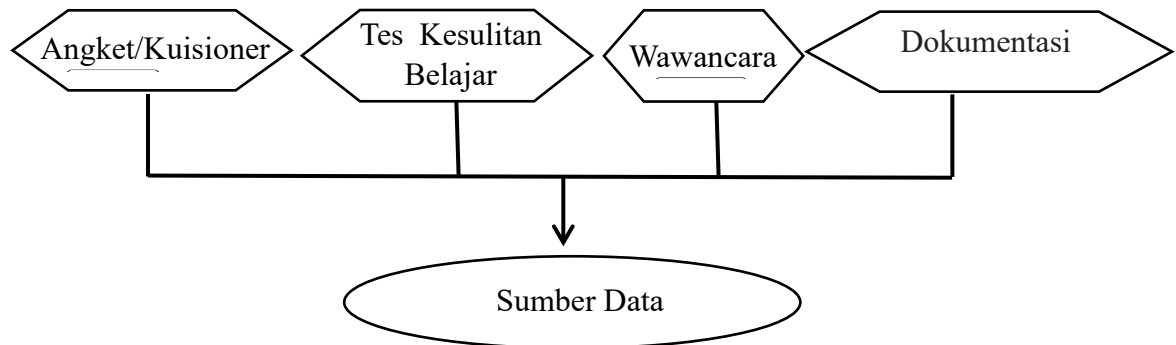 Angket/Kuisioner
Tes Kesulitan
Belajar
Wawancara
Dokumentasi
Sumber Data